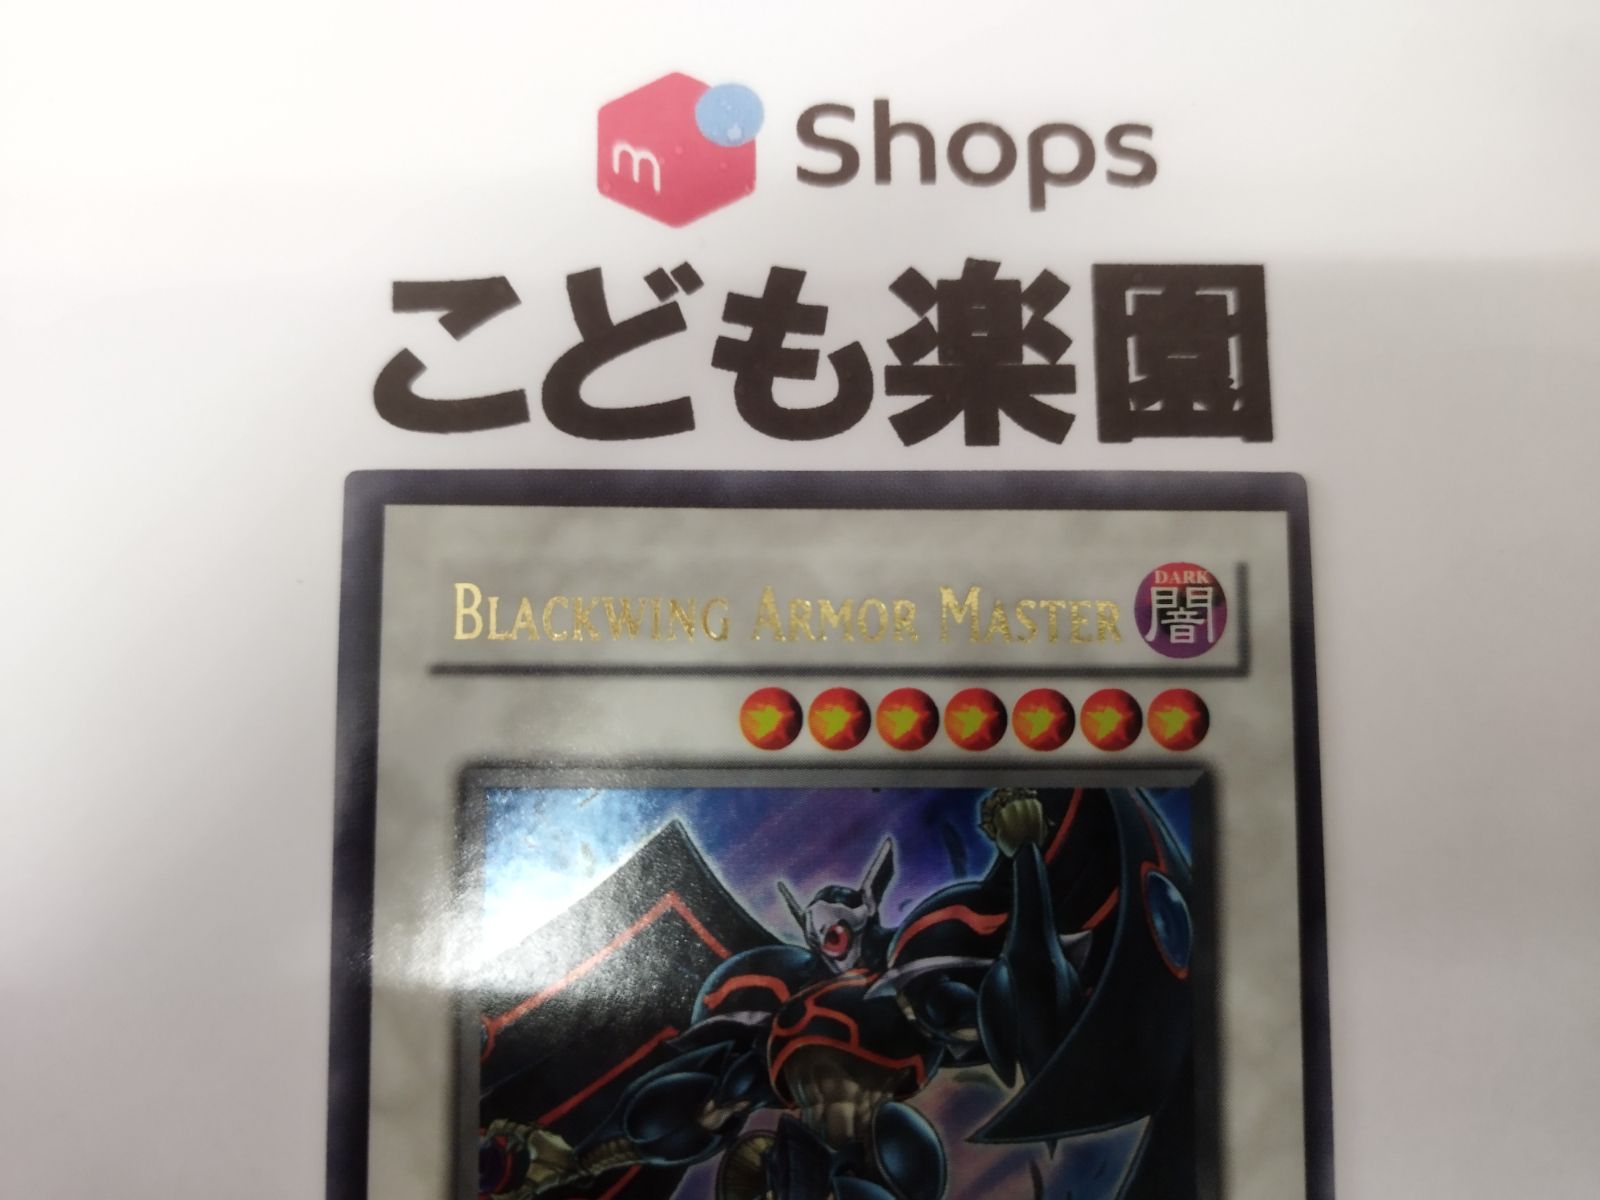 m Shops
こども楽園
BLACKWING ARMOR MASTER
DARK
闇